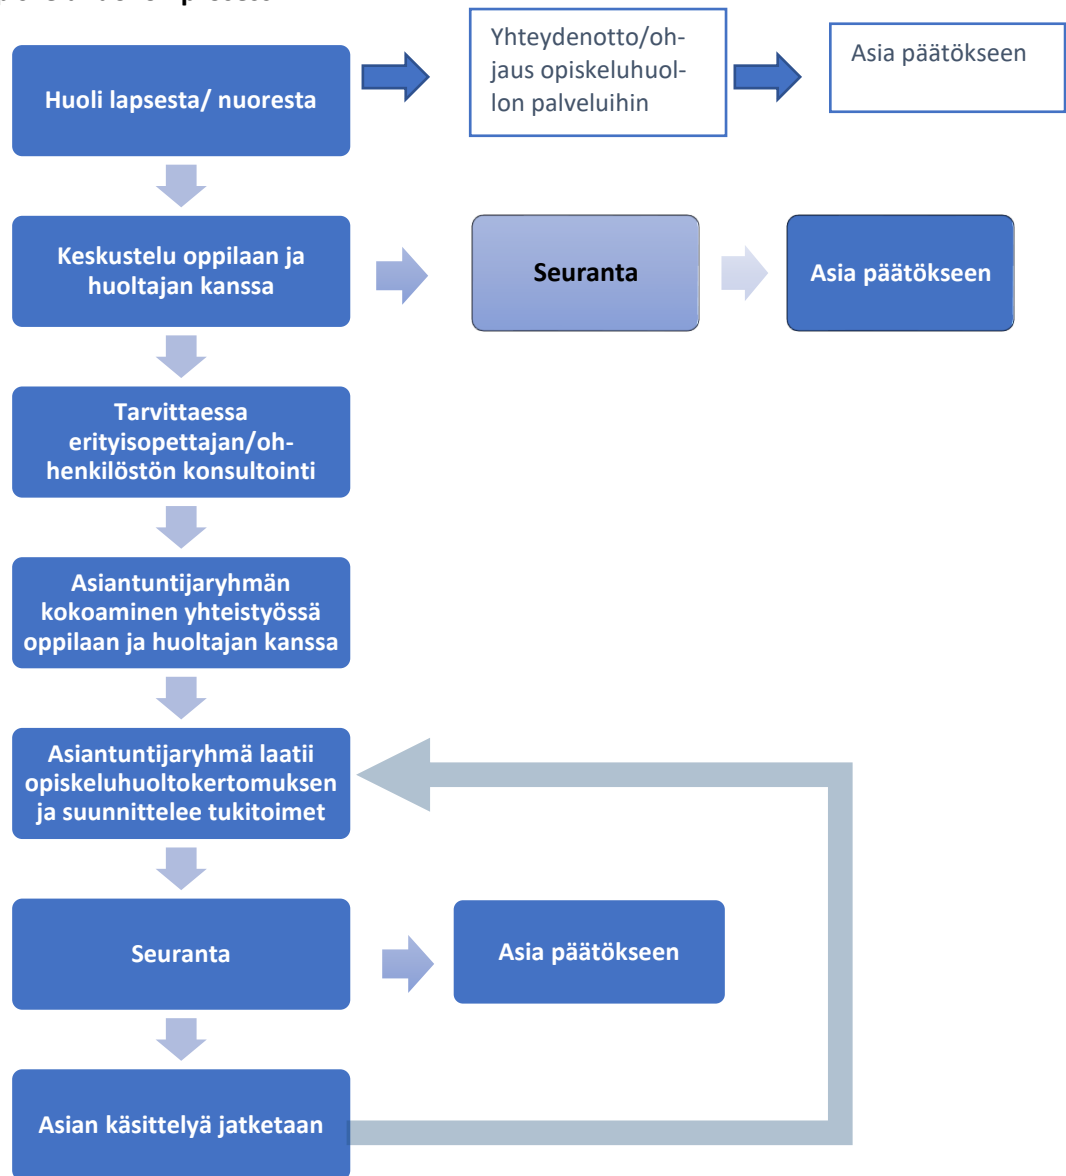 Huoli lapsesta/ nuoresta
Yhteydenotto/oh-
jaus opiskeluhuol-
lon palveluihin
Asia päätökseen
Keskustelu oppilaan ja
huoltajan kanssa
Seuranta
Asia päätökseen
Tarvittaessa
erityisopettajan/oh-
henkilöstön konsultointi
Asiantuntijaryhmän
kokoaminen yhteistyössä
oppilaan ja huoltajan kanssa
Asiantuntijaryhmä laatii
opiskeluhuoltokertomuksen
ja suunnittelee tukitoimet
Seuranta
Asia päätökseen
Asian käsittelyä jatketaan